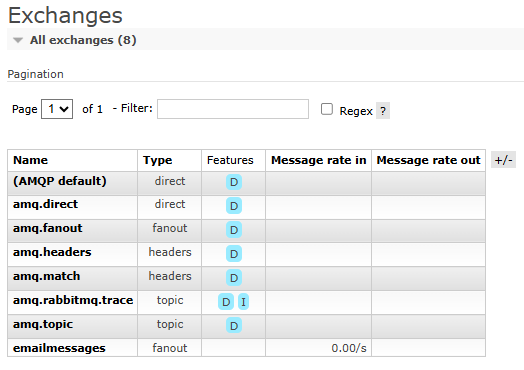 Exchanges
All exchanges (8)
Pagination
Page 1 of 1 - Filter: Regex ?
Name Type Features Message rate in Message rate out +/-
(AMQP default) direct D
amq.direct direct D
amq.fanout fanout D
amq.headers headers D
amq.match headers D
amq.rabbitmq.trace topic D I
amq.topic topic D
emailmessages fanout 0.00/s